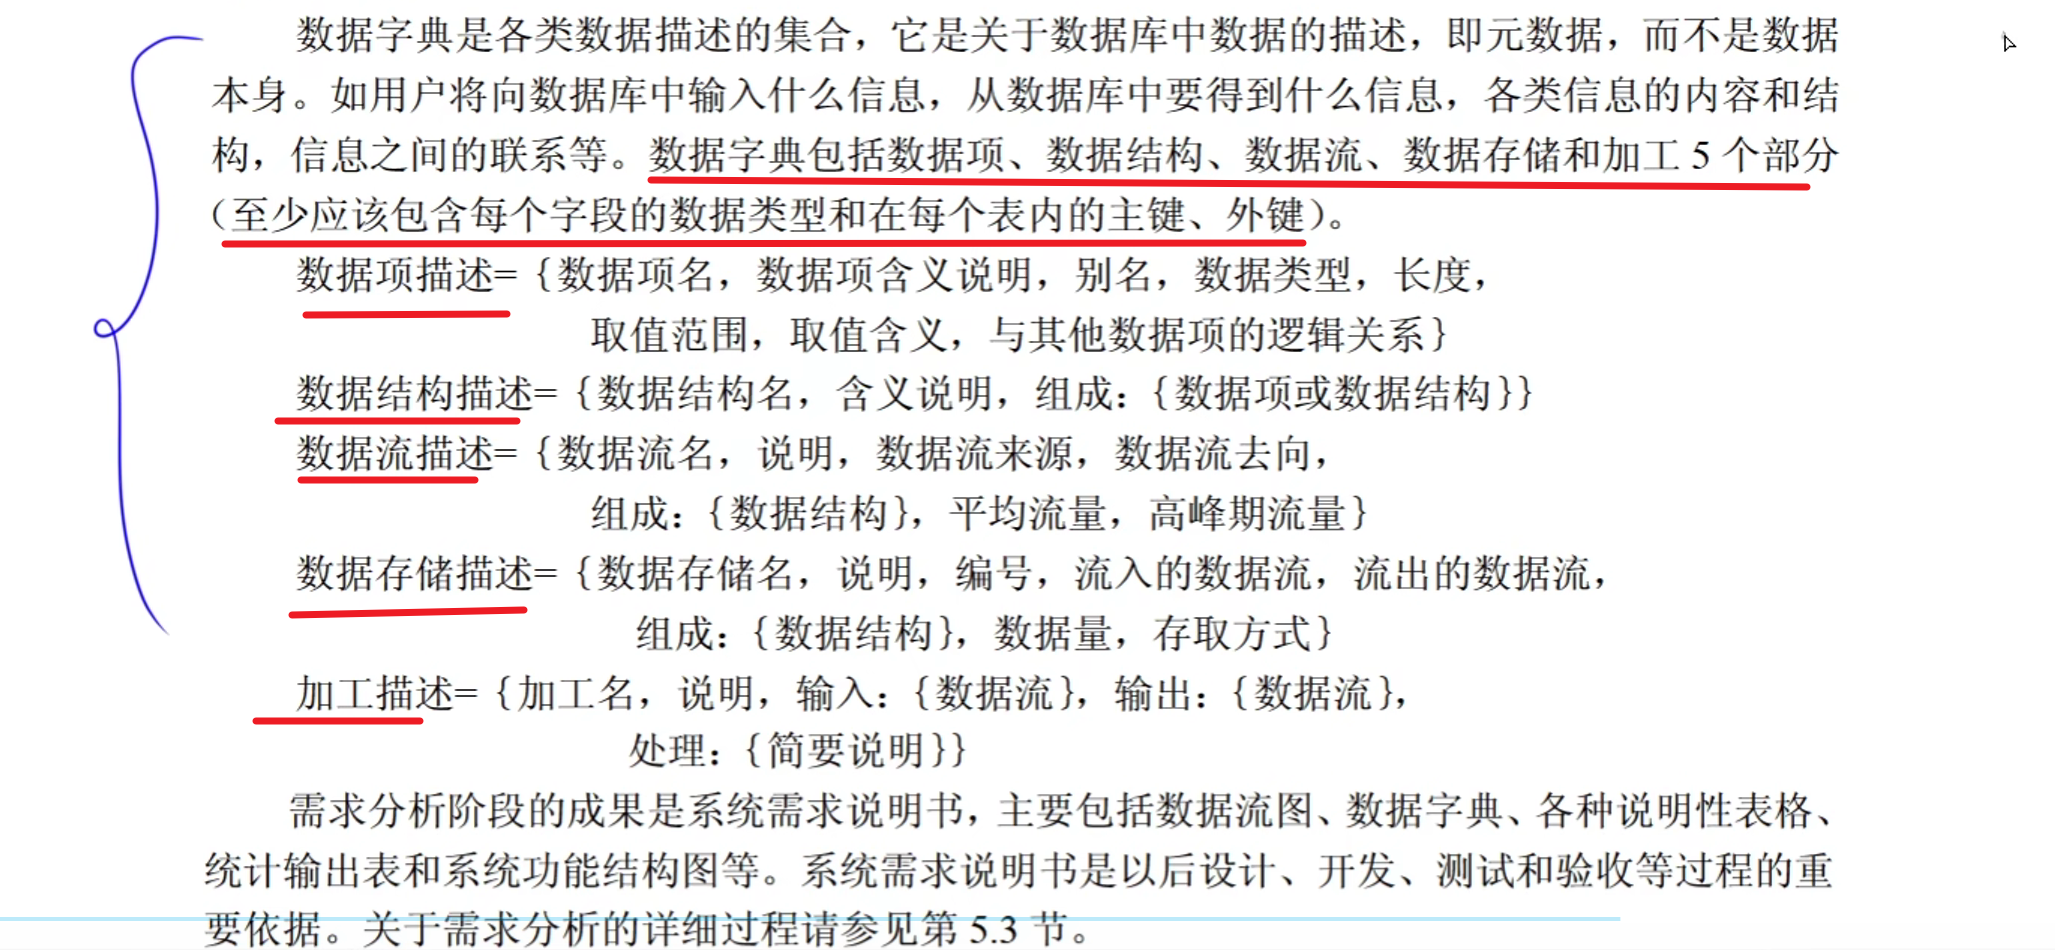 数据字典是各类数据描述的集合，它是关于数据库中数据的描述，即元数据，而不是数据
本身。如用户将向数据库中输入什么信息，从数据库中要得到什么信息，各类信息的内容和结
构，信息之间的联系等。数据字典包括数据项、数据结构、数据流、数据存储和加工 5 个部分
（至少应该包含每个字段的数据类型和在每个表内的主键、外键）。
数据项描述=｛数据项名，数据项含义说明，别名，数据类型，长度，
取值范围，取值含义，与其他数据项的逻辑关系｝
数据结构描述=｛数据结构名，含义说明，组成：｛数据项或数据结构｝｝
数据流描述=｛数据流名，说明，数据流来源，数据流去向，
组成：｛数据结构｝，平均流量，高峰期流量｝
数据存储描述=｛数据存储名，说明，编号，流入的数据流，流出的数据流，
组成：｛数据结构｝，数据量，存取方式｝
加工描述=｛加工名，说明，输入：｛数据流｝，输出：｛数据流｝，
处理：｛简要说明｝｝
需求分析阶段的成果是系统需求说明书，主要包括数据流图、数据字典、各种说明性表格、
统计输出表和系统功能结构图等。系统需求说明书是以后设计、开发、测试和验收等过程的重
要依据。关于需求分析的详细过程请参见第 5.3 节。